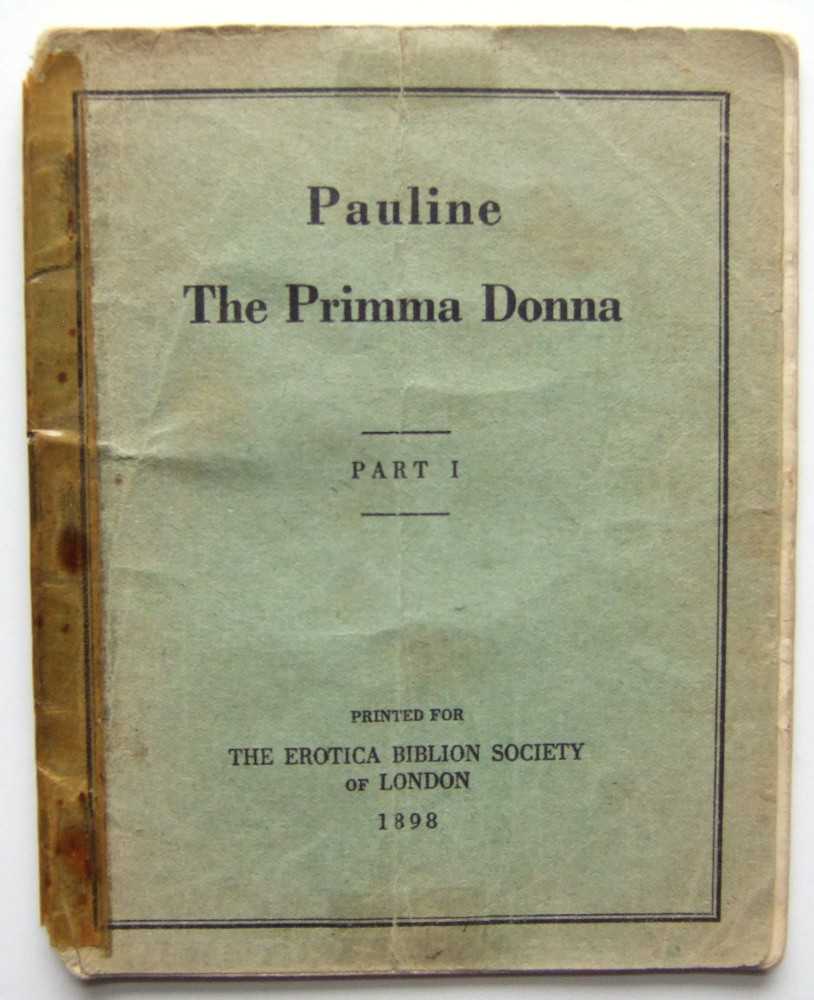 Pauline
The Primma Donna
PART I
PRINTED FOR
THE EROTICA BIBLION SOCIETY
OF LONDON
1898